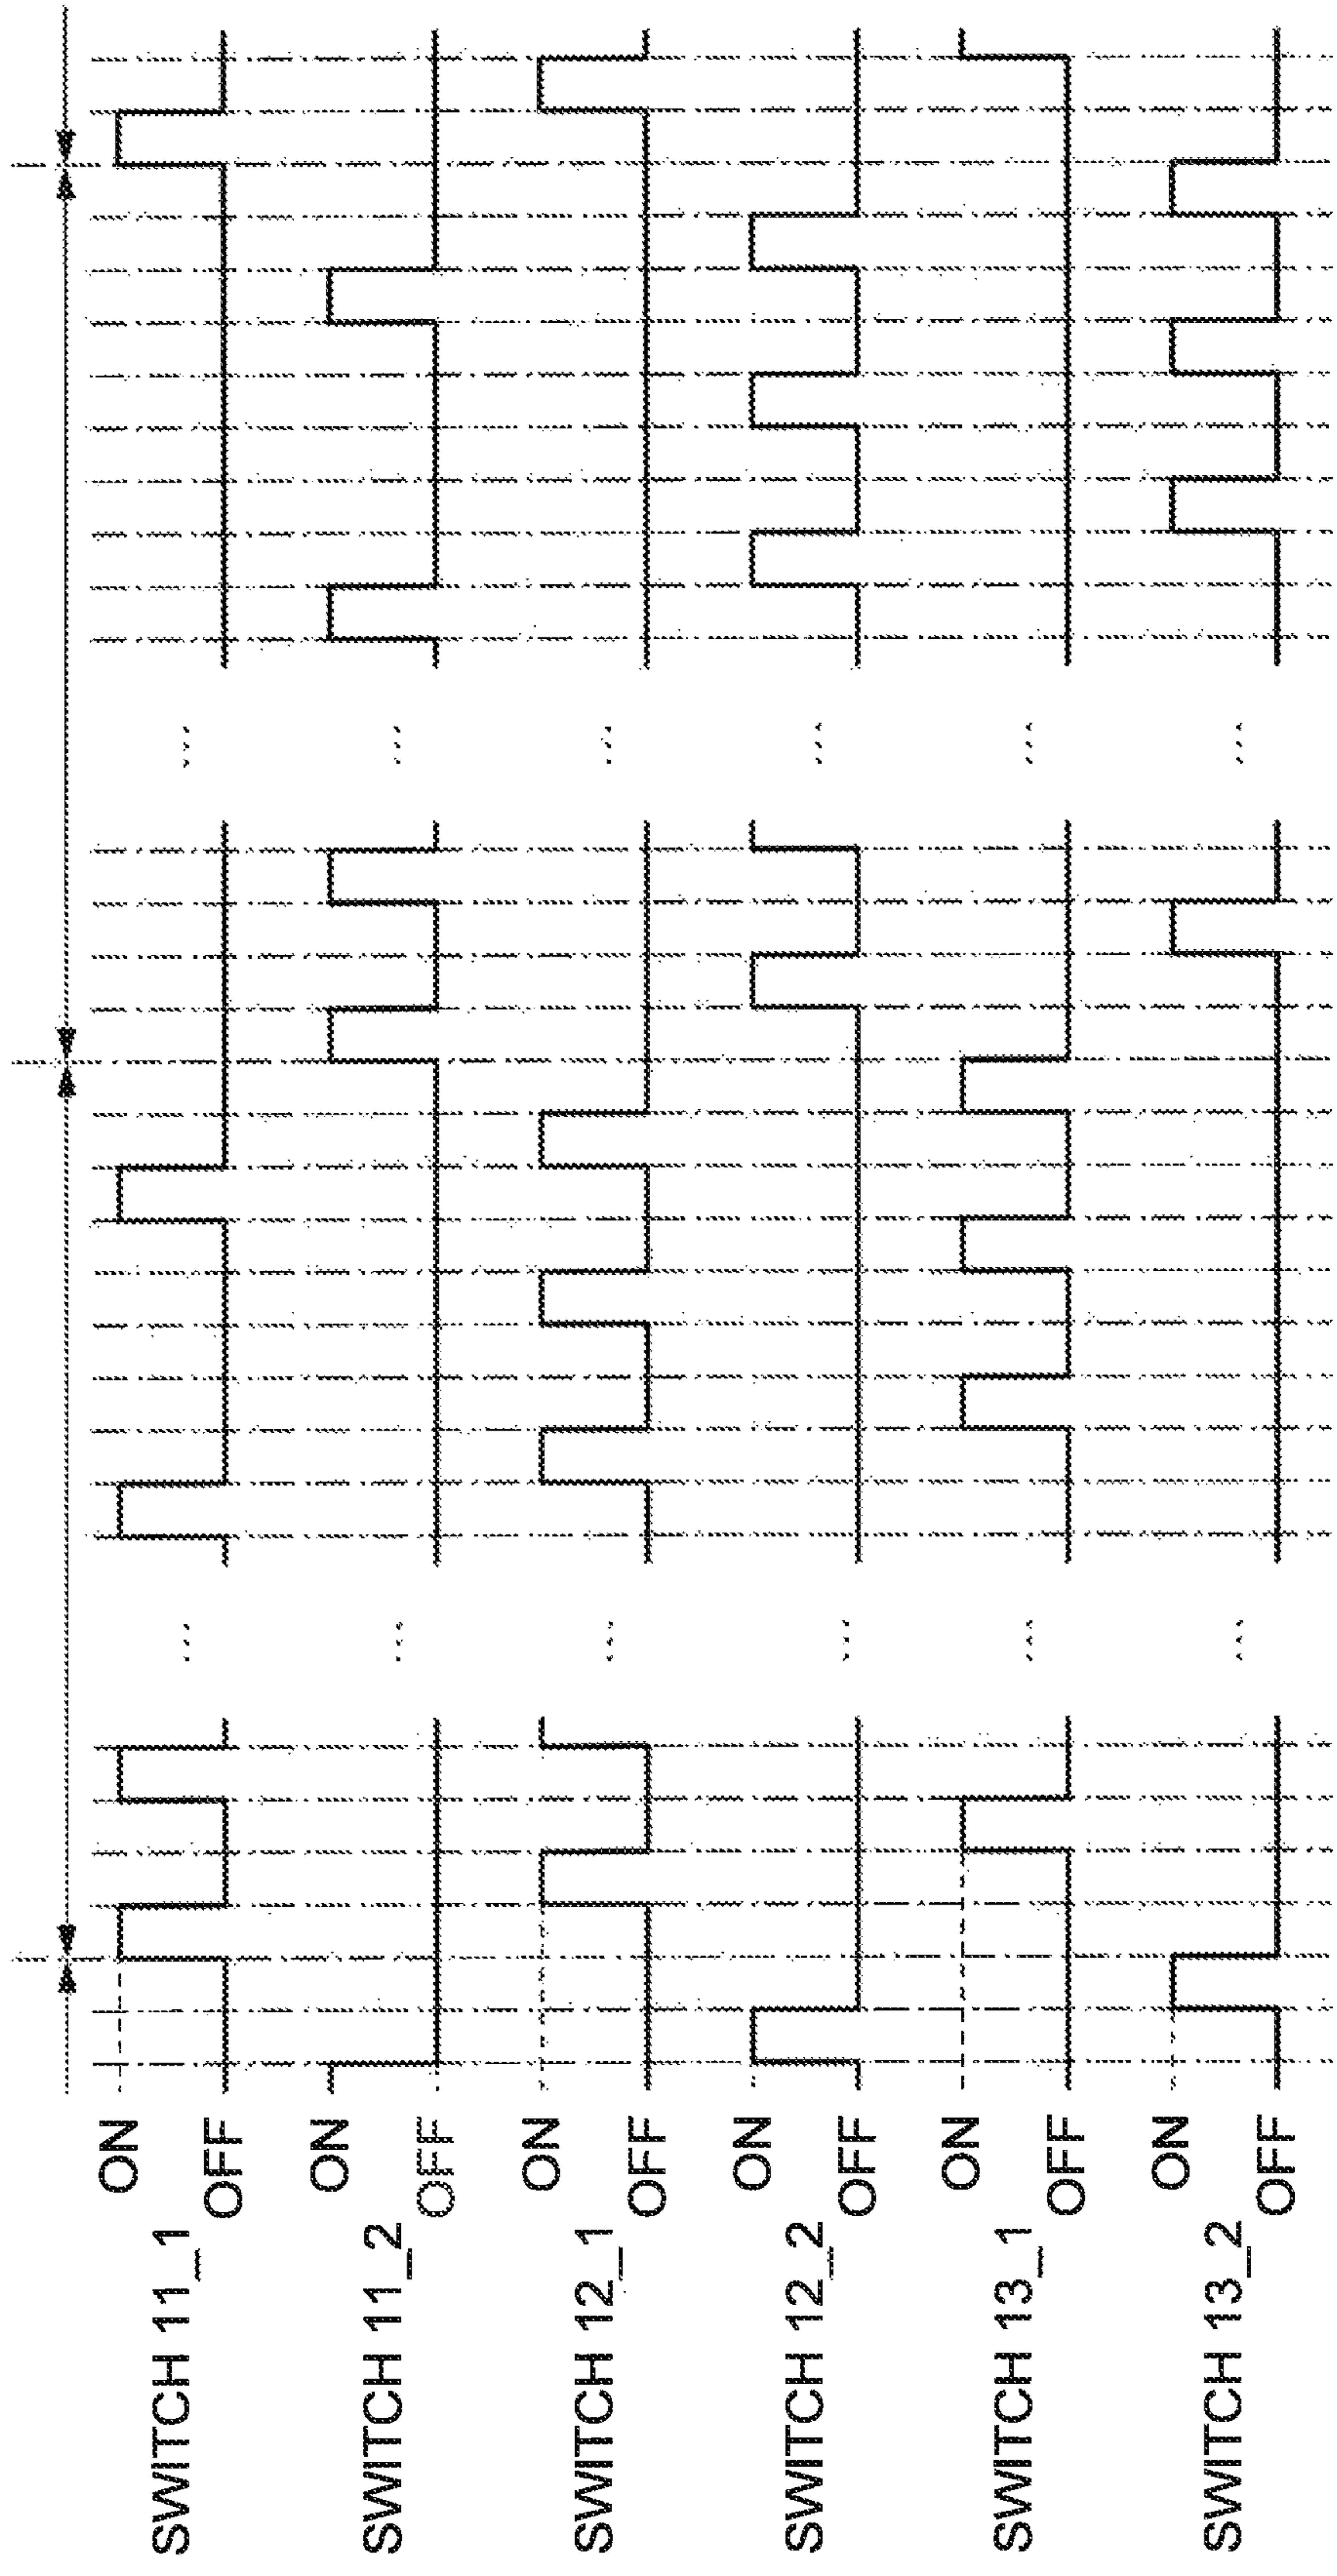 SWITCH 11_1
ON
OFF
SWITCH 11_2
ON
OFF
SWITCH 12_1
ON
OFF
SWITCH 12_2
ON
OFF
SWITCH 13_1
ON
OFF
SWITCH 13_2
ON
OFF